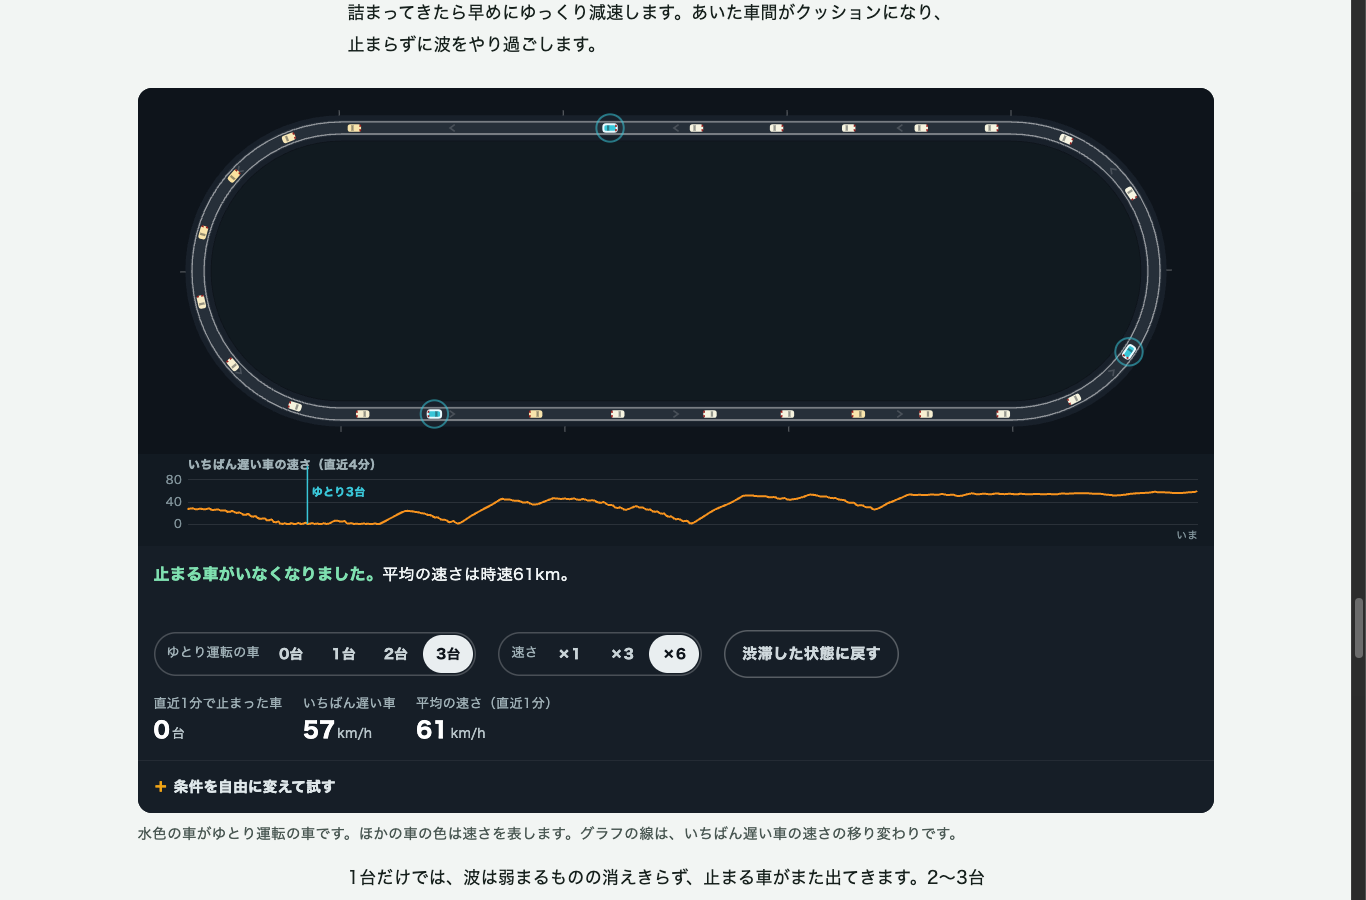 詰まってきたら早めにゆっくり減速します。あいた車間がクッションになり、
止まらずに波をやり過ごします。
いちばん遅い車の速さ（直近4分）
80
40
0
ゆとり3台
いま
止まる車がいなくなりました。平均の速さは時速61km。
ゆとり運転の車 0台 1台 2台 3台 速さ ×1 ×3 ×6 渋滞した状態に戻す
直近1分で止まった車 いちばん遅い車 平均の速さ（直近1分）
0台 57km/h 61km/h
+ 条件を自由に変えて試す
水色の車がゆとり運転の車です。ほかの車の色は速さを表します。グラフの線は、いちばん遅い車の速さの移り変わりです。
1台だけでは、波は弱まるものの消えきらず、止まる車がまた出てきます。2〜3台